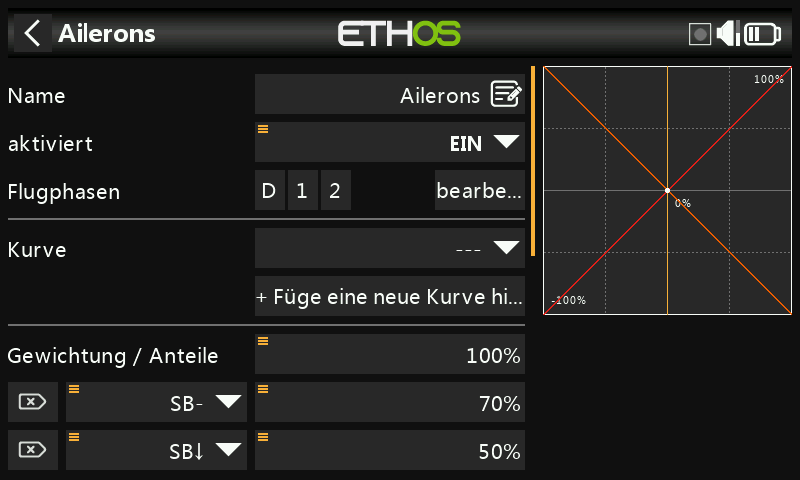 Ailerons
ETHOS
Name
Ailerons
aktiviert
EIN
Flugphasen
D 1 2
bearbe...
Kurve
---
+ Füge eine neue Kurve hi...
Gewichtung / Anteile
100%
SB-
70%
SB↓
50%
100%
0%
-100%